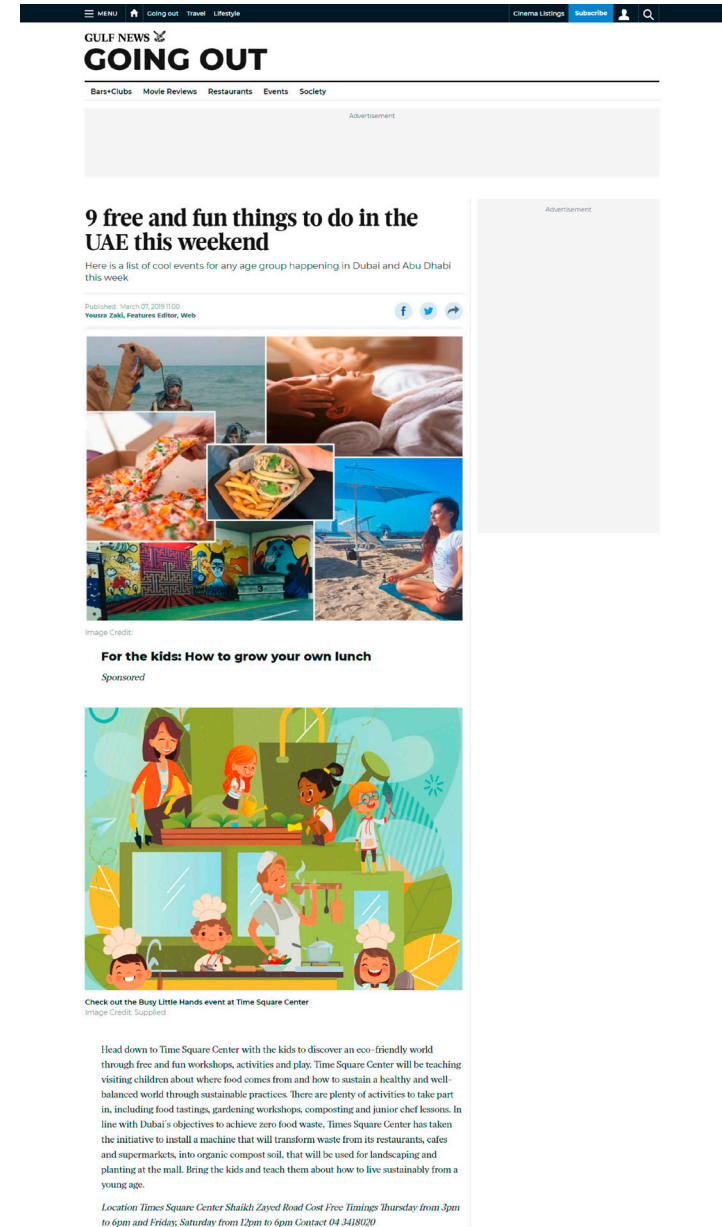 MENU Going out Travel Lifestyle Cinema Listings Subscribe
GULF NEWS
GOING OUT
Bars+Clubs Movie Reviews Restaurants Events Society
Advertisement
Advertisement
9 free and fun things to do in the
UAE this weekend
Here is a list of cool events for any age group happening in Dubai and Abu Dhabi
this week
Published: March 07, 2019 11:00
Yousra Zaki, Features Editor, Web
3
Image Credit:
For the kids: How to grow your own lunch
Sponsored
Check out the Busy Little Hands event at Time Square Center
Image Credit: Supplied
Head down to Time Square Center with the kids to discover an eco-friendly world
through free and fun workshops, activities and play. Time Square Center will be teaching
visiting children about where food comes from and how to sustain a healthy and well-
balanced world through sustainable practices. There are plenty of activities to take part
in, including food tastings, gardening workshops, composting and junior chef lessons. In
line with Dubai's objectives to achieve zero food waste, Times Square Center has taken
the initiative to install a machine that will transform waste from its restaurants, cafes
and supermarkets, into organic compost soil, that will be used for landscaping and
planting at the mall. Bring the kids and teach them about how to live sustainably from a
young age.
Location Times Square Center Shaikh Zayed Road Cost Free Timings Thursday from 3pm
to 6pm and Friday, Saturday from 12pm to 6pm Contact 04 3418020